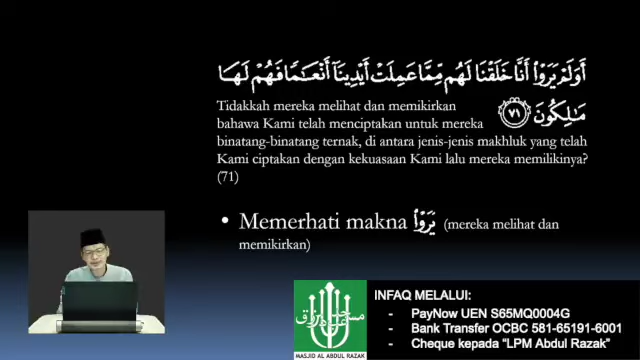 أَوَلَمْ يَرَوْا۟ أَنَّا خَلَقْنَا لَهُم مِّمَّا عَمِلَتْ أَيْدِينَآ أَنْعَـٰمًا فَهُمْ لَهَا
مَـٰلِكُونَ ٧١
Tidakkah mereka melihat dan memikirkan
bahawa Kami telah menciptakan untuk mereka
binatang-binatang ternak, di antara jenis-jenis makhluk yang telah
Kami ciptakan dengan kekuasaan Kami lalu mereka memilikinya?
(71)
• Memerhati makna يَرَوْا۟ (mereka melihat dan
memikirkan)
MASJID AL ABDUL RAZAK
INFAQ MELALUI:
- PayNow UEN S65MQ0004G
- Bank Transfer OCBC 581-65191-6001
- Cheque kepada “LPM Abdul Razak”